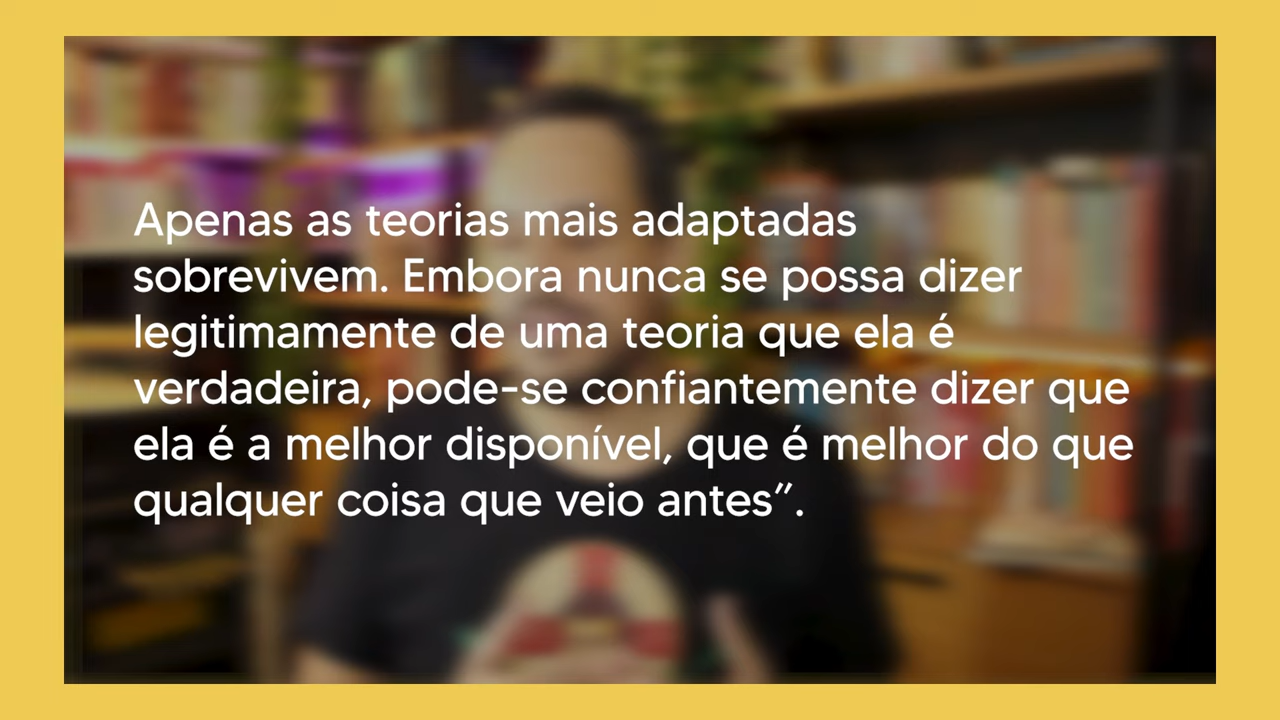 Apenas as teorias mais adaptadas
sobrevivem. Embora nunca se possa dizer
legitimamente de uma teoria que ela é
verdadeira, pode-se confiantemente dizer que
ela é a melhor disponível, que é melhor do que
qualquer coisa que veio antes”.